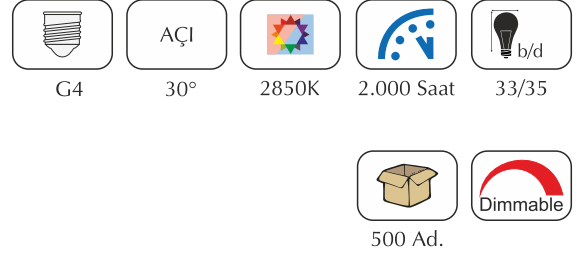 AÇI
b/d
G4
30°
2850K
2.000 Saat
33/35
Dimmable
500 Ad.